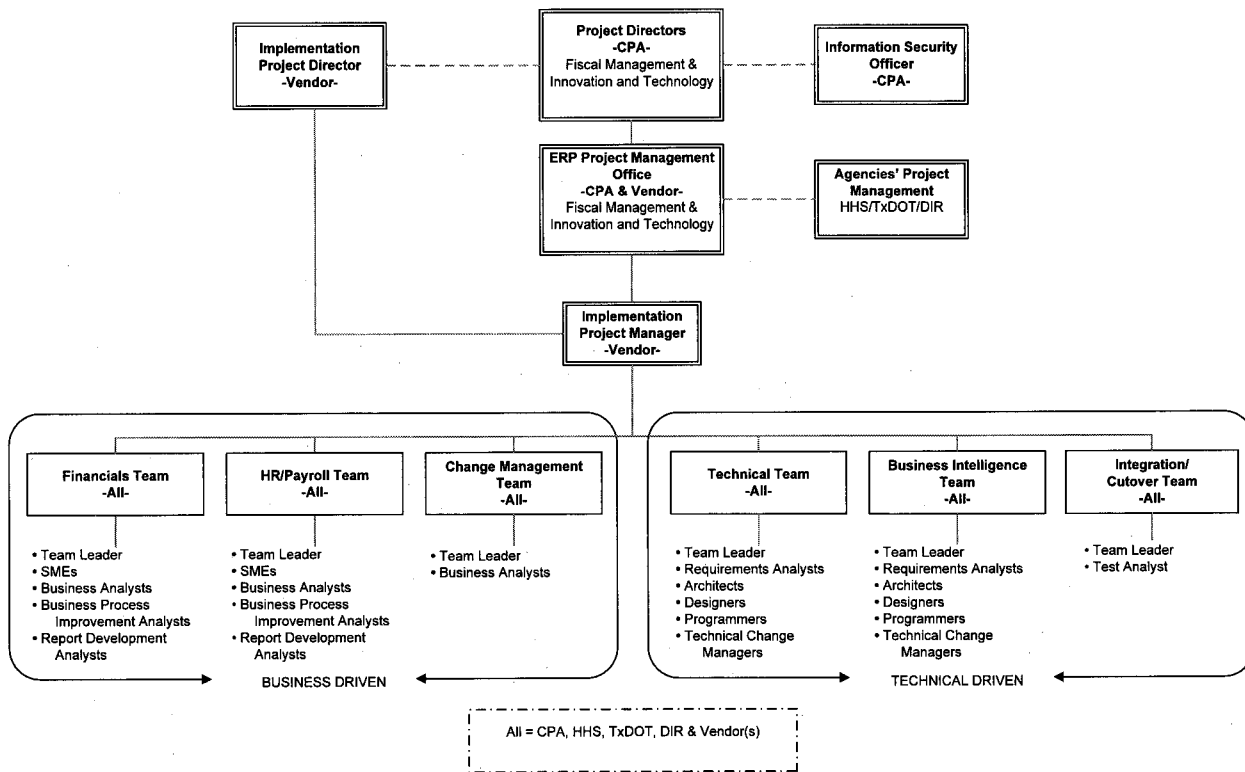 Implementation
Project Director
-Vendor-
Project Directors
-CPA-
Fiscal Management &
Innovation and Technology
Information Security
Officer
-CPA-
ERP Project Management
Office
-CPA & Vendor-
Fiscal Management &
Innovation and Technology
Agencies' Project
Management
HHS/TxDOT/DIR
Implementation
Project Manager
-Vendor-
Financials Team
-All-
• Team Leader
• SMEs
• Business Analysts
• Business Process
Improvement Analysts
• Report Development
Analysts
HR/Payroll Team
-All-
• Team Leader
• SMEs
• Business Analysts
• Business Process
Improvement Analysts
• Report Development
Analysts
Change Management
Team
-All-
• Team Leader
• Business Analysts
BUSINESS DRIVEN
Technical Team
-All-
• Team Leader
• Requirements Analysts
• Architects
• Designers
• Programmers
• Technical Change
Managers
Business Intelligence
Team
-All-
• Team Leader
• Requirements Analysts
• Architects
• Designers
• Programmers
• Technical Change
Managers
Integration/
Cutover Team
-All-
• Team Leader
• Test Analyst
TECHNICAL DRIVEN
All = CPA, HHS, TxDOT, DIR & Vendor(s)